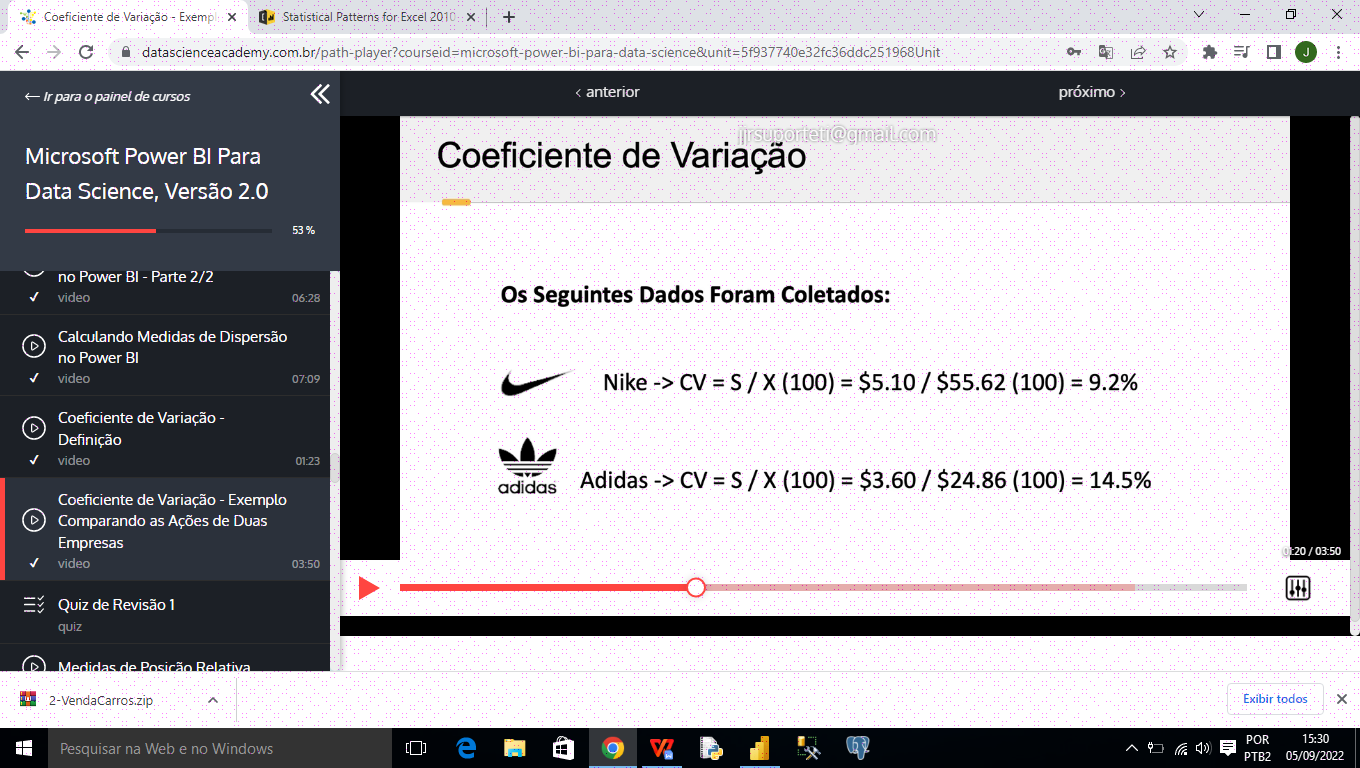 Coeficiente de Variação - Exempl
Statistical Patterns for Excel 2010
datascienceacademy.com.br/path-player?courseid=microsoft-power-bi-para-data-science&unit=5f937740e32fc36ddc251968Unit
J
← Ir para o painel de cursos
‹ anterior
próximo ›
Microsoft Power BI Para
Data Science, Versão 2.0
53 %
no Power BI - Parte 2/2
video 06:28
Calculando Medidas de Dispersão
no Power BI
video 07:09
Coeficiente de Variação -
Definição
video 01:23
Coeficiente de Variação - Exemplo
Comparando as Ações de Duas
Empresas
video 03:50
Quiz de Revisão 1
quiz
Medidas de Posição Relativa
jjrsuporteti@gmail.com
Coeficiente de Variação
Os Seguintes Dados Foram Coletados:
Nike -> CV = S / X (100) = $5.10 / $55.62 (100) = 9.2%
adidas
Adidas -> CV = S / X (100) = $3.60 / $24.86 (100) = 14.5%
01:20 / 03:50
2-VendaCarros.zip
Exibir todos
Pesquisar na Web e no Windows
POR
PTB2
15:30
05/09/2022